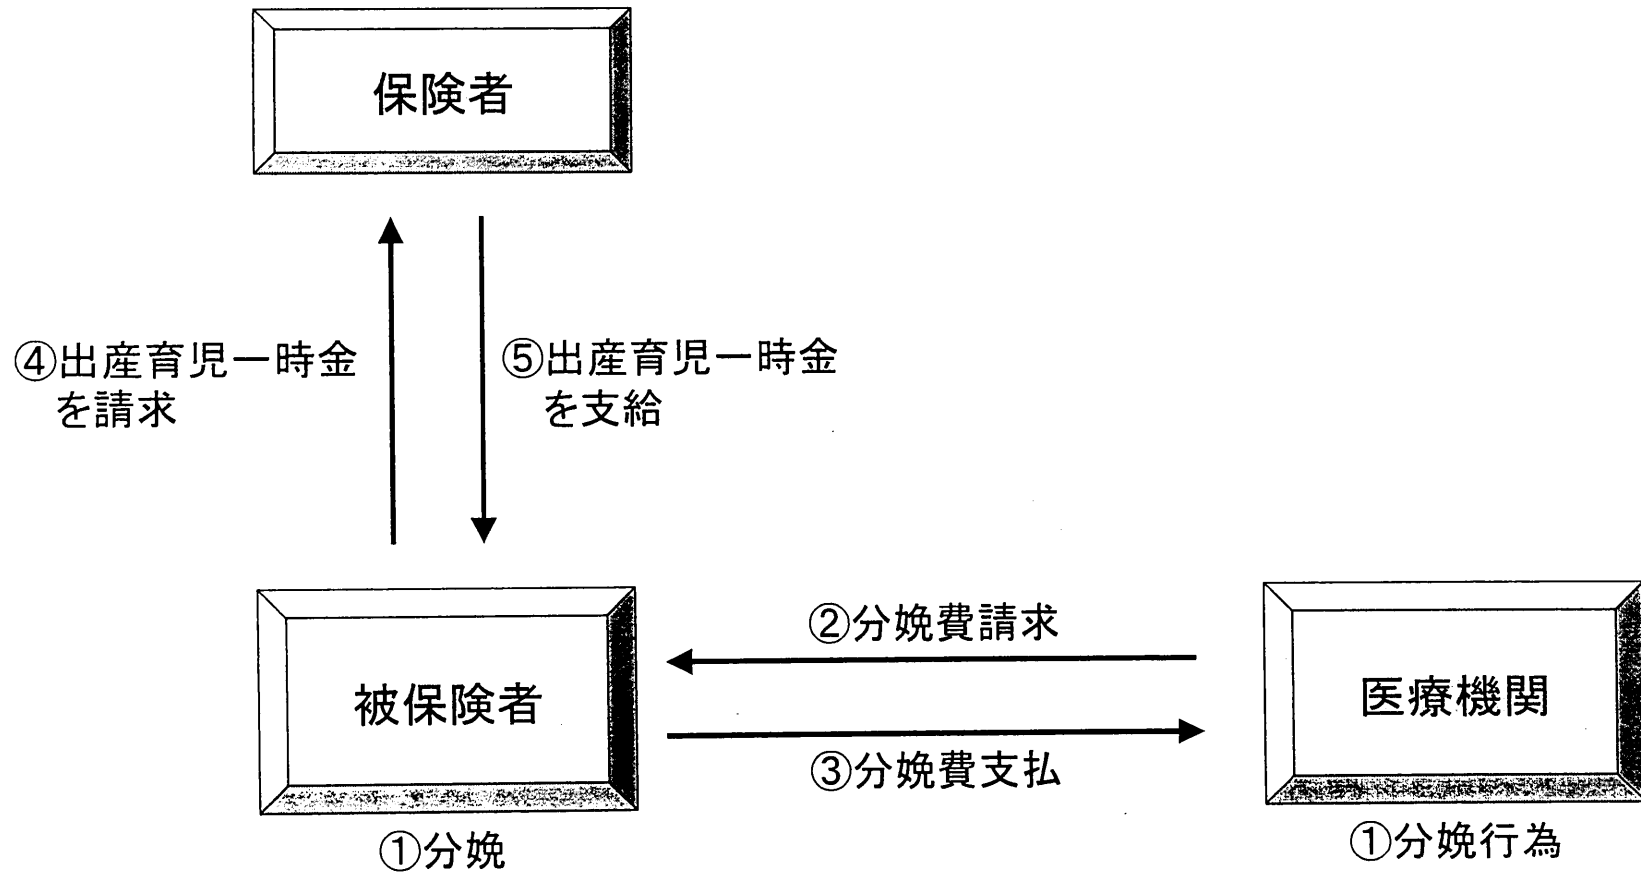 保険者
④出産育児一時金
を請求
⑤出産育児一時金
を支給
②分娩費請求
被保険者
医療機関
③分娩費支払
①分娩
①分娩行為